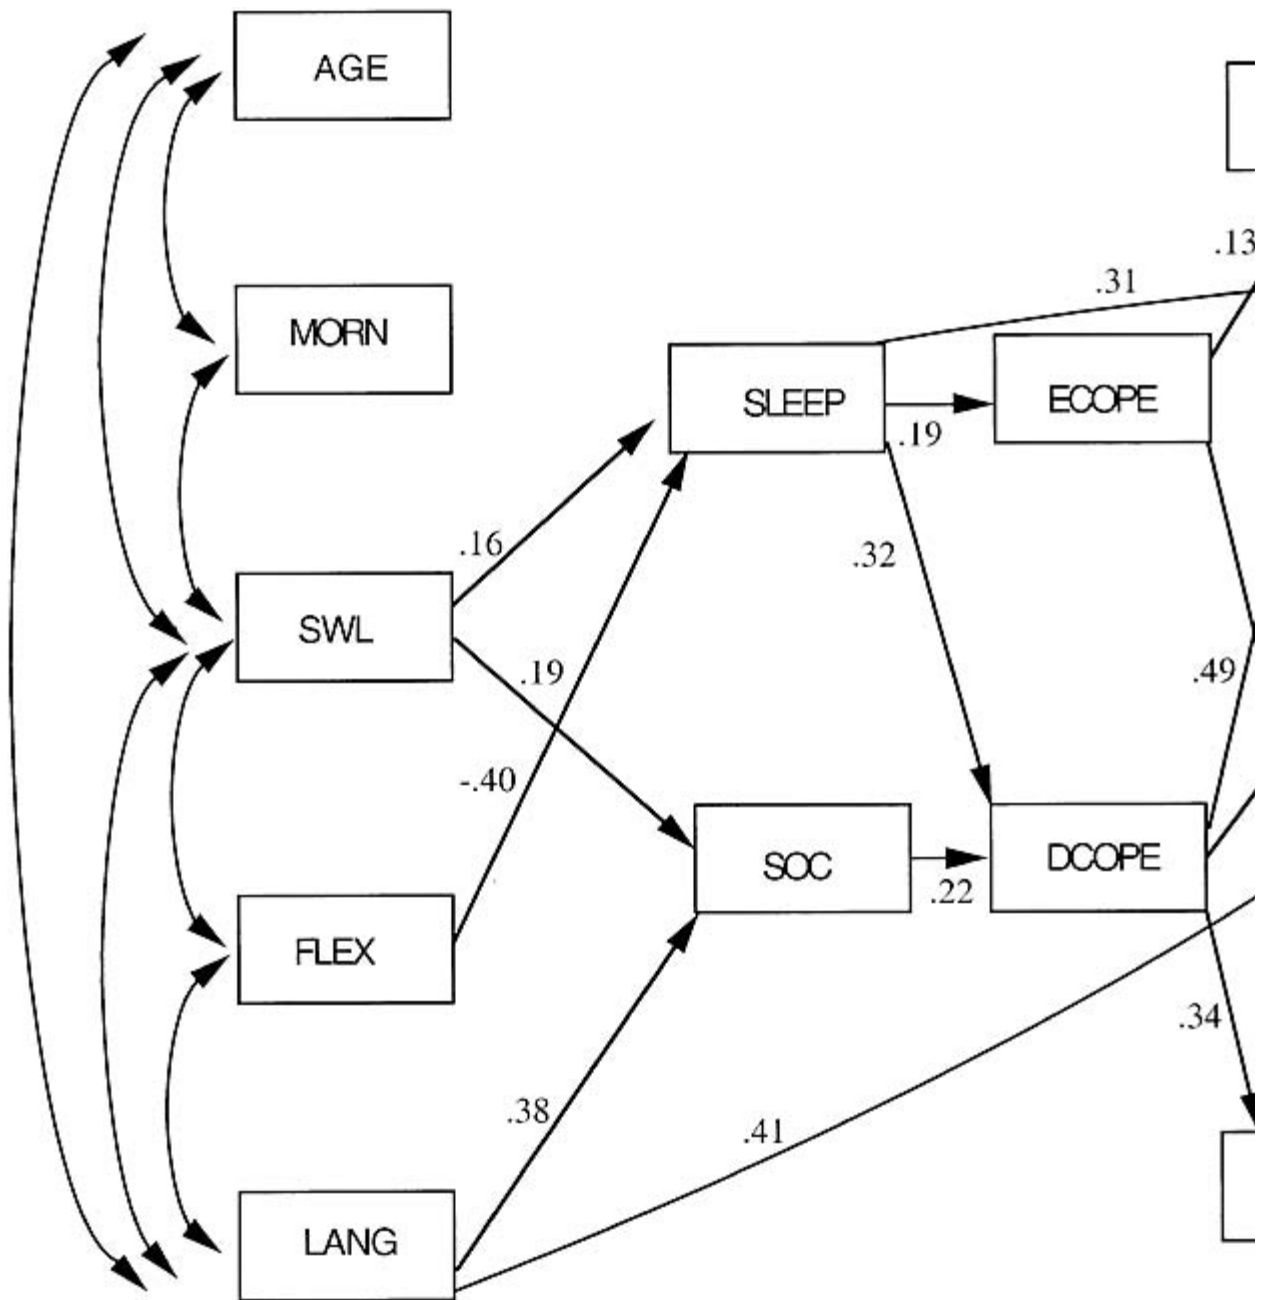 AGE
.13
.31
MORN
SLEEP
ECOPE
.19
.16
.32
SWL
.19
.49
-.40
SOC
DCOPE
.22
FLEX
.34
.38
.41
LANG